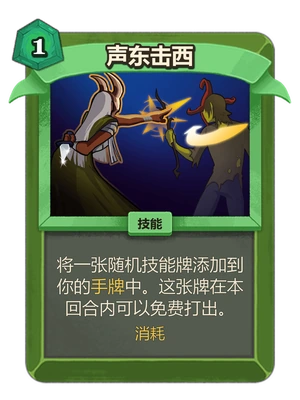 1
声东击西
技能
将一张随机技能牌添加到
你的手牌中。这张牌在本
回合内可以免费打出。
消耗